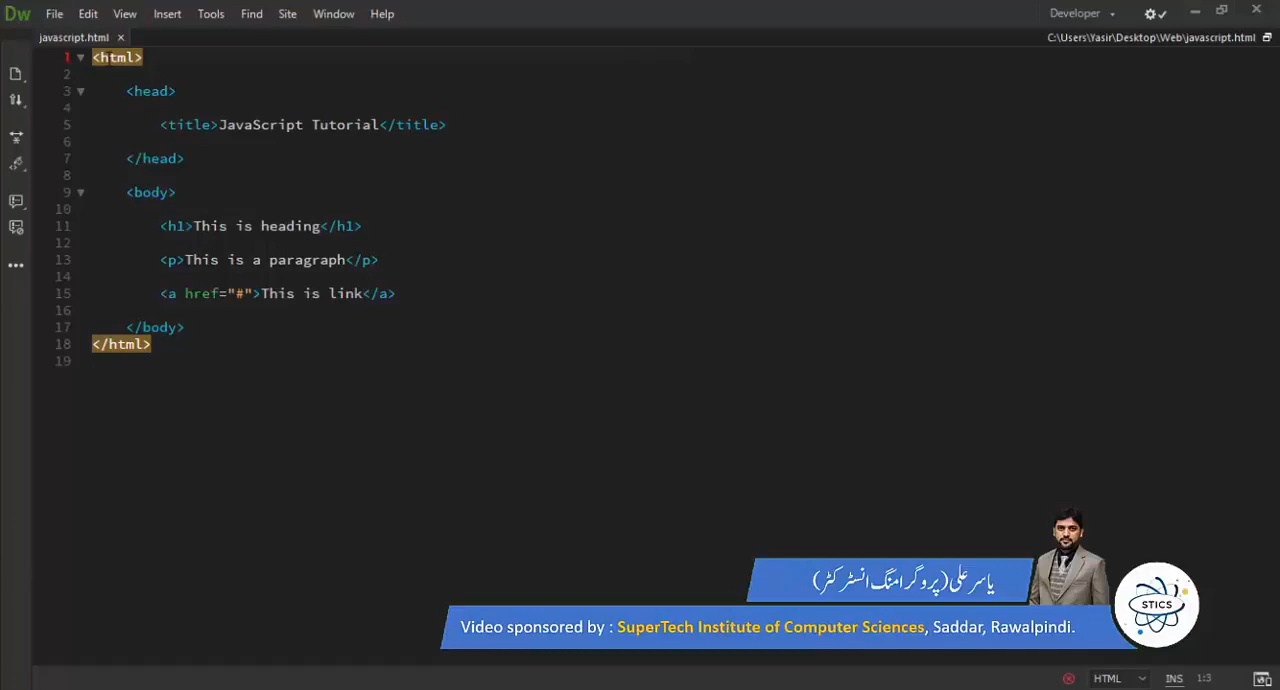 Dw File Edit View Insert Tools Find Site Window Help Developer
javascript.html × C:\Users\Yasir\Desktop\Web\javascript.html
1 <html>
2
3 <head>
4
5 <title>JavaScript Tutorial</title>
6
7 </head>
8
9 <body>
10
11 <h1>This is heading</h1>
12
13 <p>This is a paragraph</p>
14
15 <a href="#">This is link</a>
16
17 </body>
18 </html>
19
یاسر علی (پروگرامنگ انسٹرکٹر)
Video sponsored by : SuperTech Institute of Computer Sciences, Saddar, Rawalpindi.
STICS
HTML INS 1:3